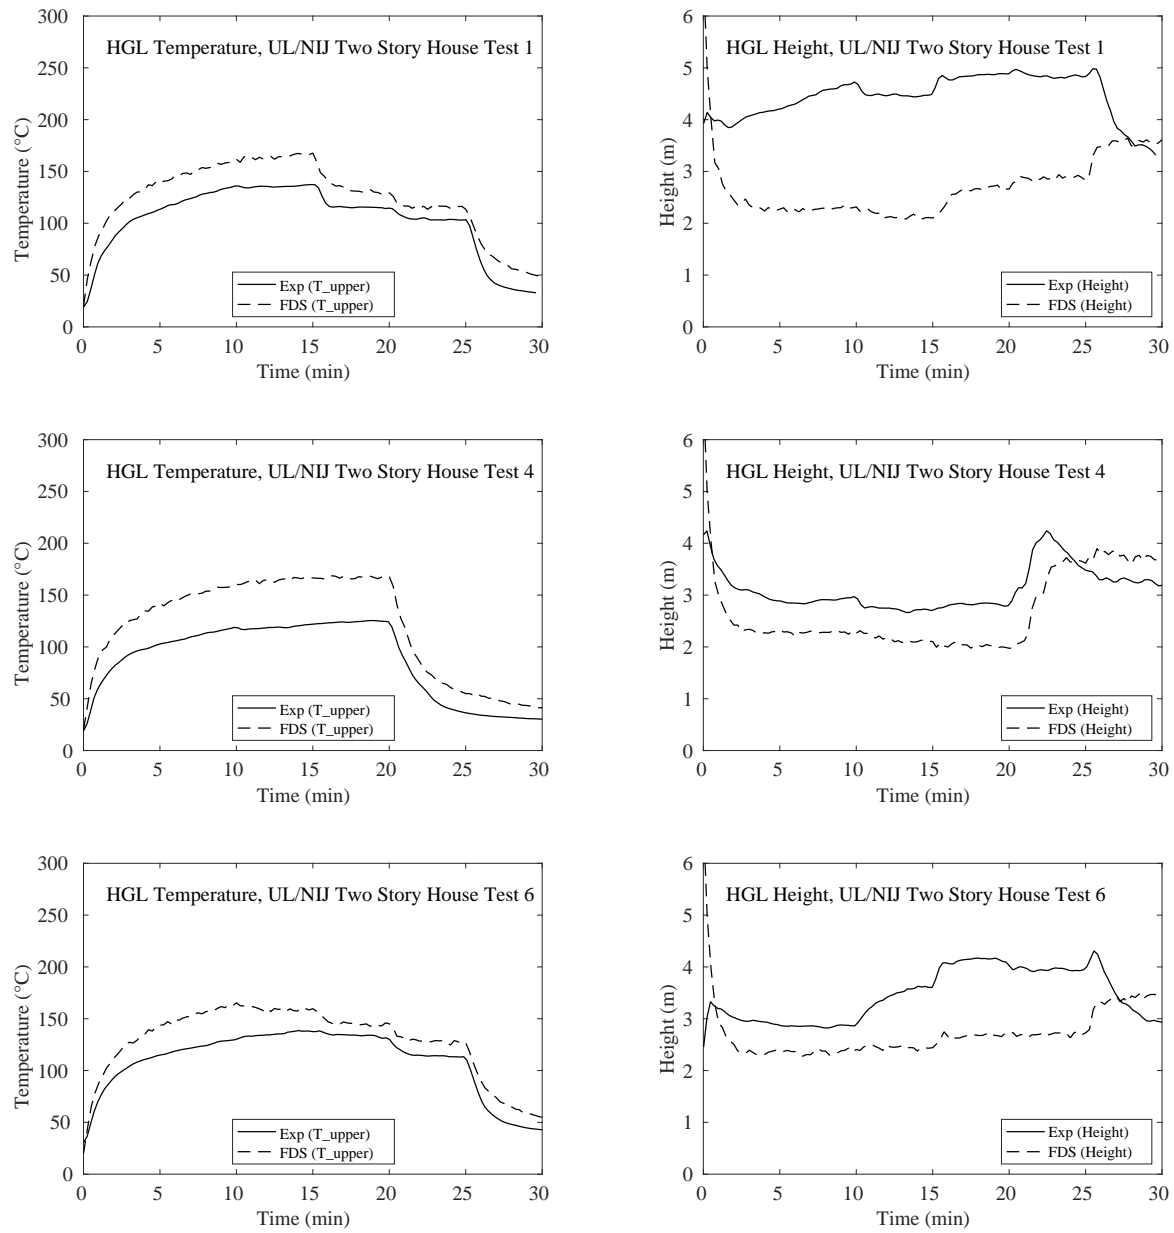 300
250
200
150
100
50
0
Temperature (°C)
HGL Temperature, UL/NIJ Two Story House Test 1
Exp (T_upper)
FDS (T_upper)
0 5 10 15 20 25 30
Time (min)
6
5
4
3
2
1
0
Height (m)
HGL Height, UL/NIJ Two Story House Test 1
Exp (Height)
FDS (Height)
0 5 10 15 20 25 30
Time (min)
300
250
200
150
100
50
0
Temperature (°C)
HGL Temperature, UL/NIJ Two Story House Test 4
Exp (T_upper)
FDS (T_upper)
0 5 10 15 20 25 30
Time (min)
6
5
4
3
2
1
0
Height (m)
HGL Height, UL/NIJ Two Story House Test 4
Exp (Height)
FDS (Height)
0 5 10 15 20 25 30
Time (min)
300
250
200
150
100
50
0
Temperature (°C)
HGL Temperature, UL/NIJ Two Story House Test 6
Exp (T_upper)
FDS (T_upper)
0 5 10 15 20 25 30
Time (min)
6
5
4
3
2
1
0
Height (m)
HGL Height, UL/NIJ Two Story House Test 6
Exp (Height)
FDS (Height)
0 5 10 15 20 25 30
Time (min)